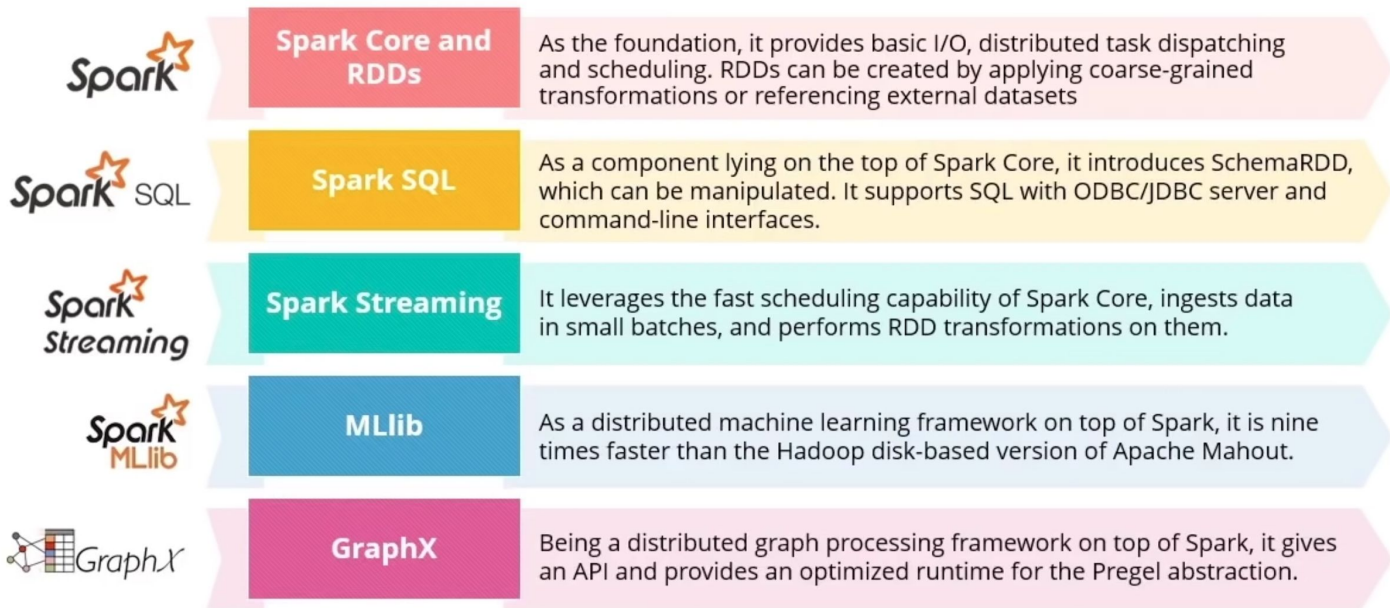 Spark
Spark Core and
RDDs
As the foundation, it provides basic I/O, distributed task dispatching
and scheduling. RDDs can be created by applying coarse-grained
transformations or referencing external datasets
Spark SQL
Spark SQL
As a component lying on the top of Spark Core, it introduces SchemaRDD,
which can be manipulated. It supports SQL with ODBC/JDBC server and
command-line interfaces.
Spark
Streaming
Spark Streaming
It leverages the fast scheduling capability of Spark Core, ingests data
in small batches, and performs RDD transformations on them.
Spark
MLlib
MLlib
As a distributed machine learning framework on top of Spark, it is nine
times faster than the Hadoop disk-based version of Apache Mahout.
GraphX
GraphX
Being a distributed graph processing framework on top of Spark, it gives
an API and provides an optimized runtime for the Pregel abstraction.